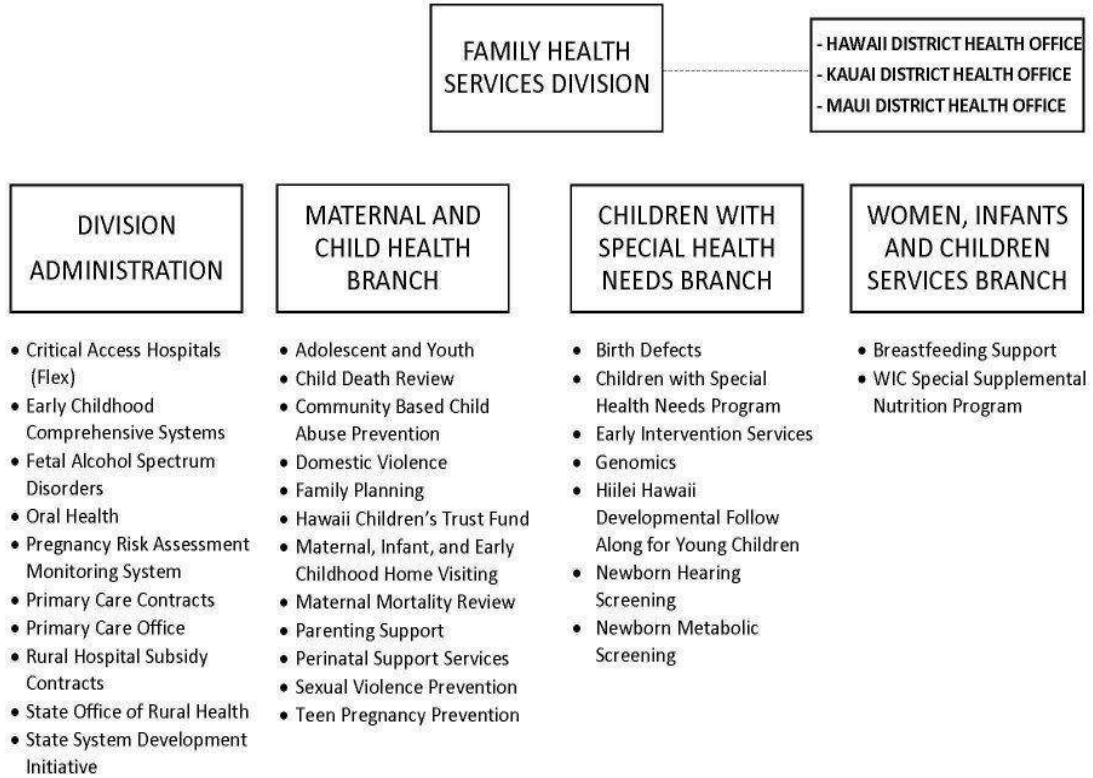 FAMILY HEALTH
SERVICES DIVISION
- HAWAII DISTRICT HEALTH OFFICE
- KAUAI DISTRICT HEALTH OFFICE
- MAUI DISTRICT HEALTH OFFICE
DIVISION
ADMINISTRATION
• Critical Access Hospitals
(Flex)
• Early Childhood
Comprehensive Systems
• Fetal Alcohol Spectrum
Disorders
• Oral Health
• Pregnancy Risk Assessment
Monitoring System
• Primary Care Contracts
• Primary Care Office
• Rural Hospital Subsidy
Contracts
• State Office of Rural Health
• State System Development
Initiative
MATERNAL AND
CHILD HEALTH
BRANCH
• Adolescent and Youth
• Child Death Review
• Community Based Child
Abuse Prevention
• Domestic Violence
• Family Planning
• Hawaii Children’s Trust Fund
• Maternal, Infant, and Early
Childhood Home Visiting
• Maternal Mortality Review
• Parenting Support
• Perinatal Support Services
• Sexual Violence Prevention
• Teen Pregnancy Prevention
CHILDREN WITH
SPECIAL HEALTH
NEEDS BRANCH
• Birth Defects
• Children with Special
Health Needs Program
• Early Intervention Services
• Genomics
• Hiilei Hawaii
Developmental Follow
Along for Young Children
• Newborn Hearing
Screening
• Newborn Metabolic
Screening
WOMEN, INFANTS
AND CHILDREN
SERVICES BRANCH
• Breastfeeding Support
• WIC Special Supplemental
Nutrition Program